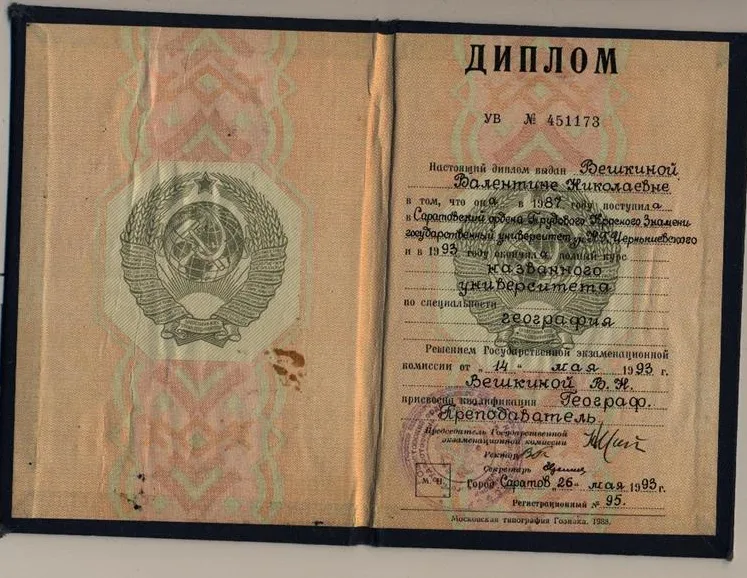 ДИПЛОМ
УВ № 451173
Настоящий диплом выдан Вешкиной
Валентине Николаевне
в том, что она в 1987 году поступила
в Саратовский ордена Трудового Красного Знамени
государственный университет им. Н.Г. Чернышевского
и в 1993 году окончила полный курс
названного
университета
по специальности
география
Решением Государственной экзаменационной
комиссии от „14“ мая 1993 г.
Вешкиной В. Н.
присвоена квалификация Географ.
Преподаватель
Председатель Государственной
экзаменационной комиссии
Ректор
Секретарь
М. П.
Город Саратов „26“ мая 1993 г.
Регистрационный № 95.
Московская типография Гознака. 1988.